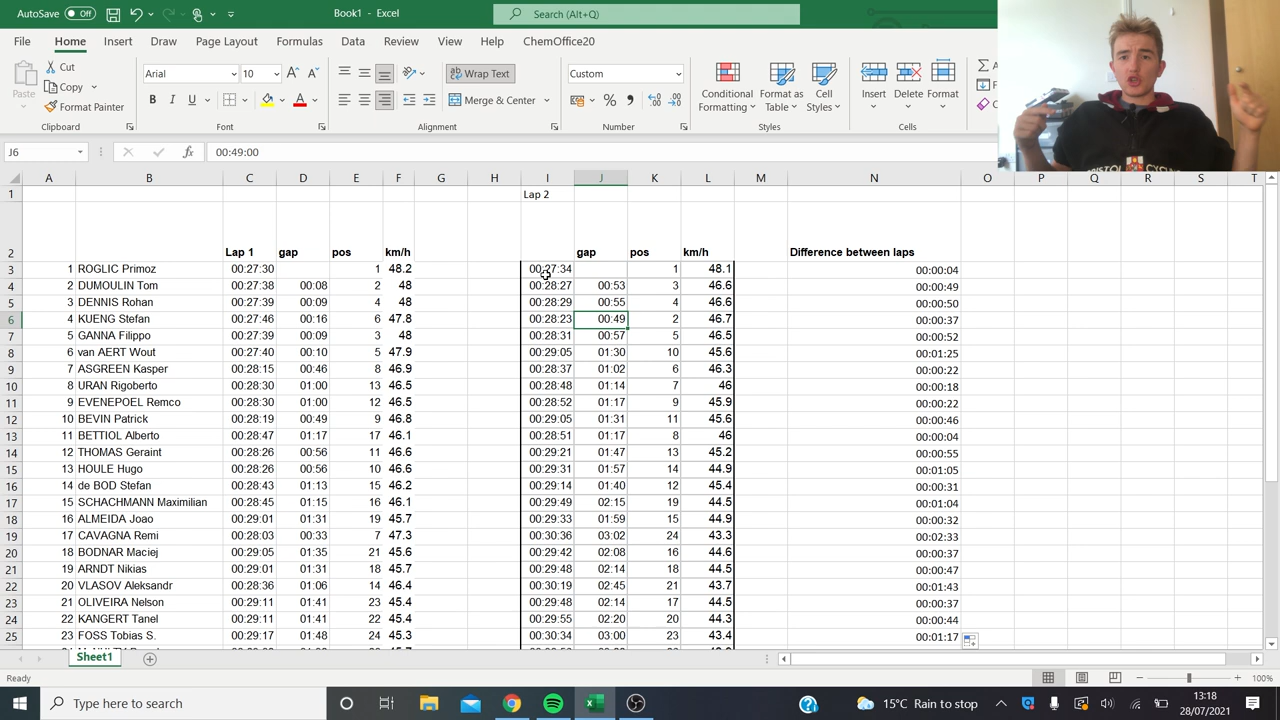 AutoSave Off Book1 - Excel Search (Alt+Q)
File Home Insert Draw Page Layout Formulas Data Review View Help ChemOffice20
Paste Cut Copy Format Painter Clipboard
Arial 10 B I U Font
Wrap Text Merge & Center Alignment
Custom % Number
Conditional Formatting Format as Table Cell Styles Styles
Insert Delete Format Cells
J6 fx 00:49:00
A B C D E F G H I J K L M N O P Q R S T
1 Lap 2
2 Lap 1 gap pos km/h gap pos km/h Difference between laps
3 1 ROGLIC Primoz 00:27:30 1 48.2 00:27:34 1 48.1 00:00:04
4 2 DUMOULIN Tom 00:27:38 00:08 2 48 00:28:27 00:53 3 46.6 00:00:49
5 3 DENNIS Rohan 00:27:39 00:09 4 48 00:28:29 00:55 4 46.6 00:00:50
6 4 KUENG Stefan 00:27:46 00:16 6 47.8 00:28:23 00:49 2 46.7 00:00:37
7 5 GANNA Filippo 00:27:39 00:09 3 48 00:28:31 00:57 5 46.5 00:00:52
8 6 van AERT Wout 00:27:40 00:10 5 47.9 00:29:05 01:30 10 45.6 00:01:25
9 7 ASGREEN Kasper 00:28:15 00:46 8 46.9 00:28:37 01:02 6 46.3 00:00:22
10 8 URAN Rigoberto 00:28:30 01:00 13 46.5 00:28:48 01:14 7 46 00:00:18
11 9 EVENEPOEL Remco 00:28:30 01:00 12 46.5 00:28:52 01:17 9 45.9 00:00:22
12 10 BEVIN Patrick 00:28:19 00:49 9 46.8 00:29:05 01:31 11 45.6 00:00:46
13 11 BETTIOL Alberto 00:28:47 01:17 17 46.1 00:28:51 01:17 8 46 00:00:04
14 12 THOMAS Geraint 00:28:26 00:56 11 46.6 00:29:21 01:47 13 45.2 00:00:55
15 13 HOULE Hugo 00:28:26 00:56 10 46.6 00:29:31 01:57 14 44.9 00:01:05
16 14 de BOD Stefan 00:28:43 01:13 15 46.2 00:29:14 01:40 12 45.4 00:00:31
17 15 SCHACHMANN Maximilian 00:28:45 01:15 16 46.1 00:29:49 02:15 19 44.5 00:01:04
18 16 ALMEIDA Joao 00:29:01 01:31 19 45.7 00:29:33 01:59 15 44.9 00:00:32
19 17 CAVAGNA Remi 00:28:03 00:33 7 47.3 00:30:36 03:02 24 43.3 00:02:33
20 18 BODNAR Maciej 00:29:05 01:35 21 45.6 00:29:42 02:08 16 44.6 00:00:37
21 19 ARNDT Nikias 00:29:01 01:31 18 45.7 00:29:48 02:14 18 44.5 00:00:47
22 20 VLASOV Aleksandr 00:28:36 01:06 14 46.4 00:30:19 02:45 21 43.7 00:01:43
23 21 OLIVEIRA Nelson 00:29:11 01:41 23 45.4 00:29:48 02:14 17 44.5 00:00:37
24 22 KANGERT Tanel 00:29:11 01:41 22 45.4 00:29:55 02:20 20 44.3 00:00:44
25 23 FOSS Tobias S. 00:29:17 01:48 24 45.3 00:30:34 03:00 23 43.4 00:01:17
Sheet1
Ready 100%
Type here to search 15°C Rain to stop 13:18
28/07/2021